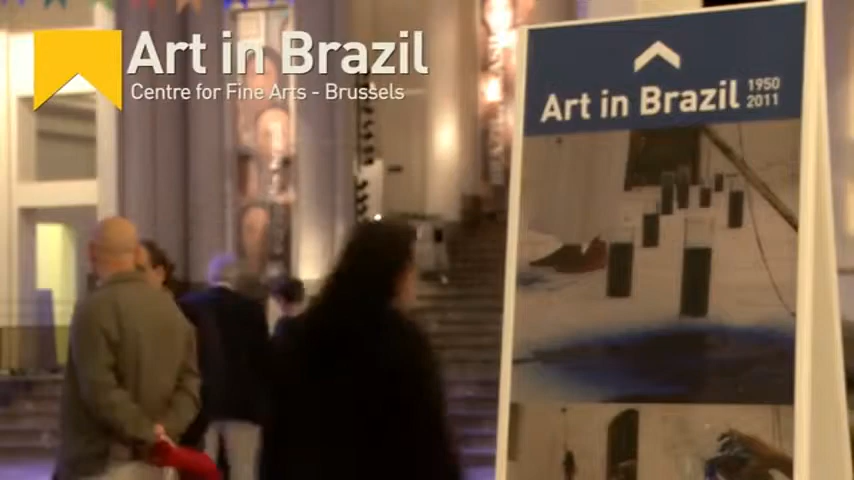 Art in Brazil
Centre for Fine Arts - Brussels
Art in Brazil 1950
2011